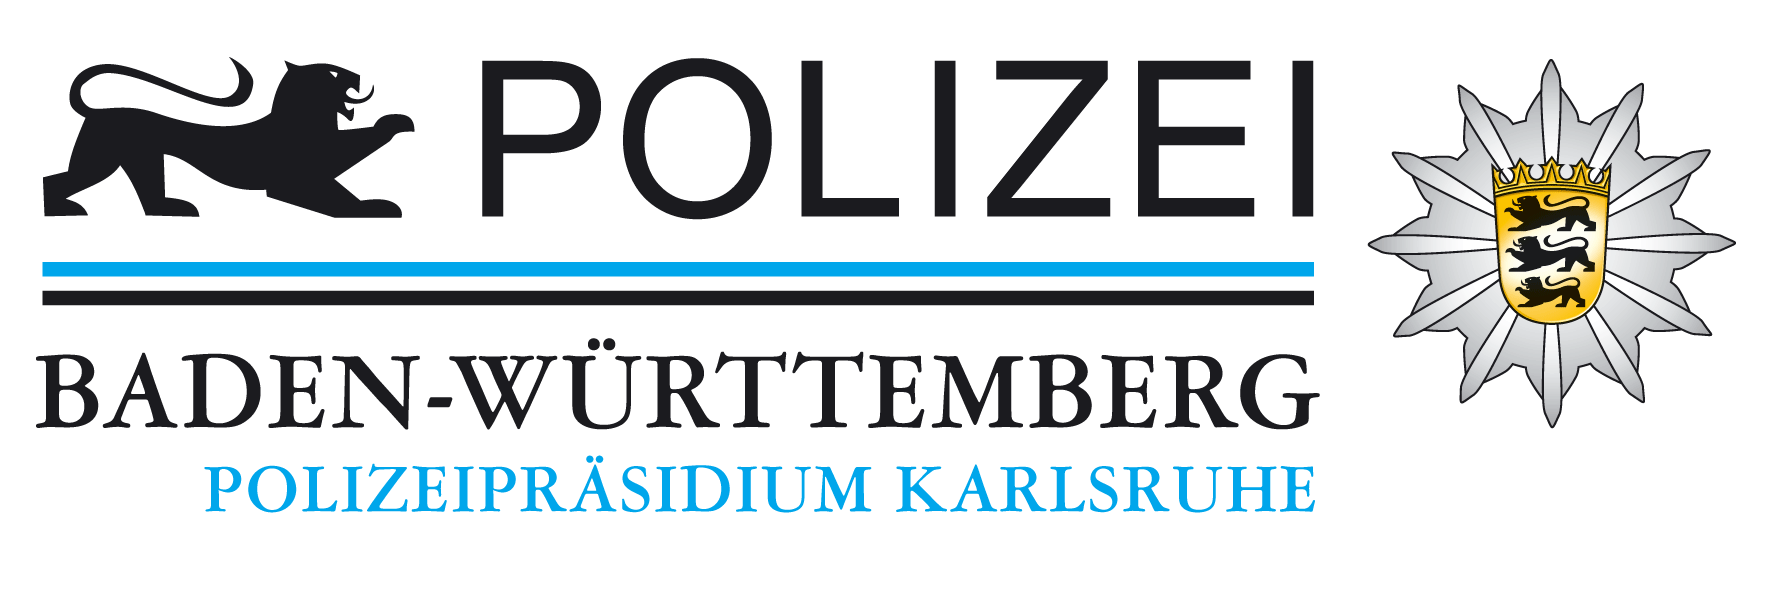 POLIZEI
BADEN-WÜRTTEMBERG
POLIZEIPRÄSIDIUM KARLSRUHE